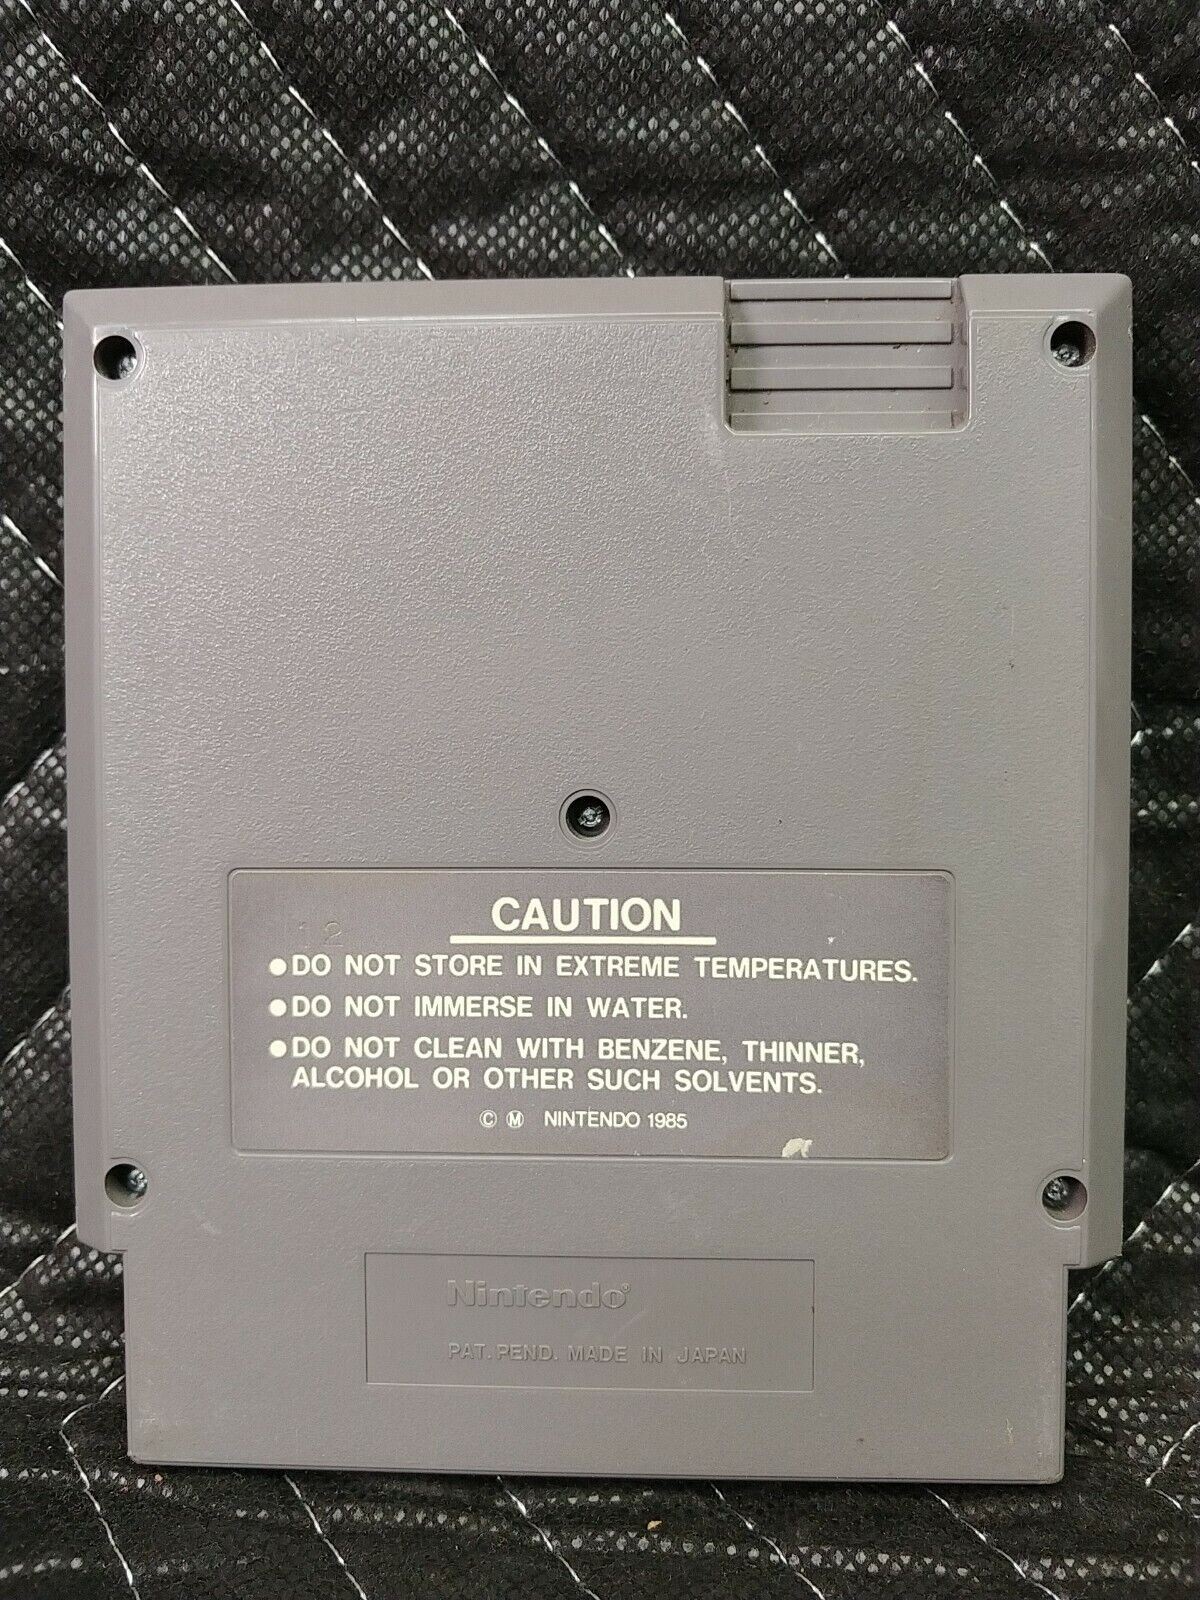 CAUTION
12
●DO NOT STORE IN EXTREME TEMPERATURES.
●DO NOT IMMERSE IN WATER.
●DO NOT CLEAN WITH BENZENE, THINNER,
ALCOHOL OR OTHER SUCH SOLVENTS.
© Ⓜ NINTENDO 1985
Nintendo®
PAT. PEND. MADE IN JAPAN